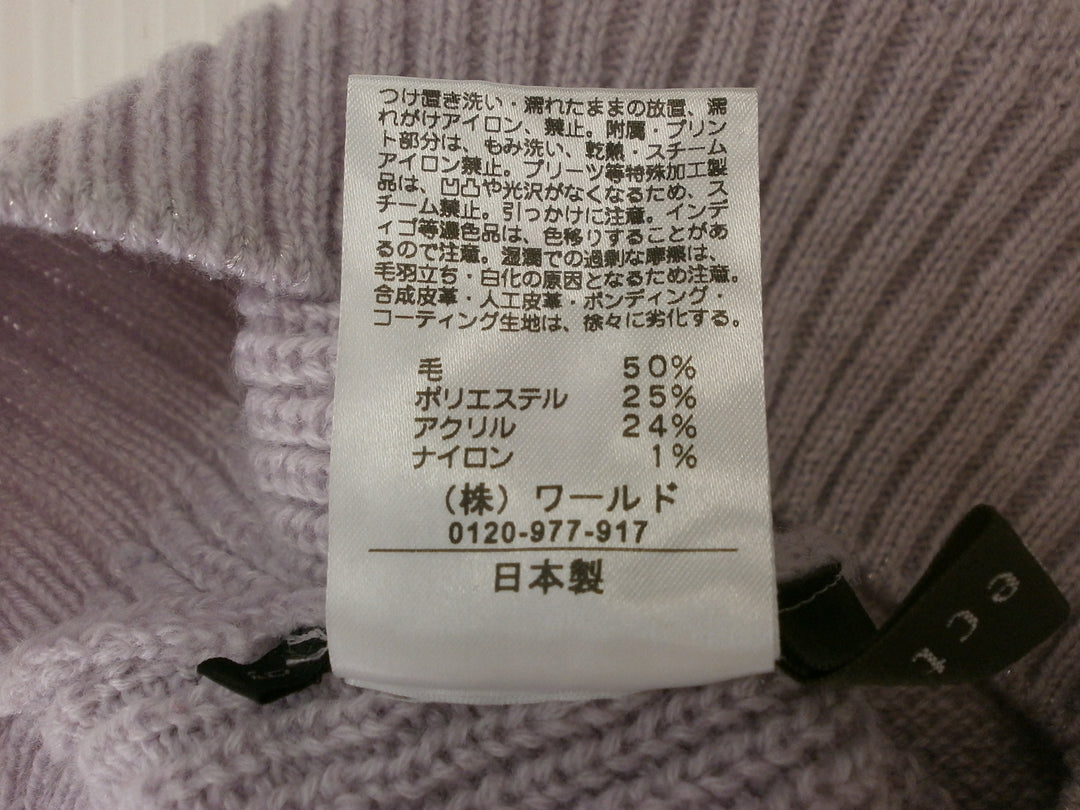 つけ置き洗い・濡れたままの放置、濡
れがけアイロン、禁止。附属・プリン
ト部分は、もみ洗い、乾熱・スチーム
アイロン禁止。プリーツ等特殊加工製
品は、凹凸や光沢がなくなるため、ス
チーム禁止。引っかけに注意。インデ
ィゴ等濃色品は、色移りすることがあ
るので注意。湿潤での過剰な摩擦は、
毛羽立ち・白化の原因となるため注意。
合成皮革・人工皮革・ボンディング・
コーティング生地は、徐々に劣化する。
毛 50%
ポリエステル 25%
アクリル 24%
ナイロン 1%
（株）ワールド
0120-977-917
日本製